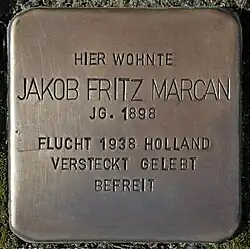 HIER WOHNTE
JAKOB FRITZ MARCAN
JG. 1898
FLUCHT 1938 HOLLAND
VERSTECKT GELEBT
BEFREIT